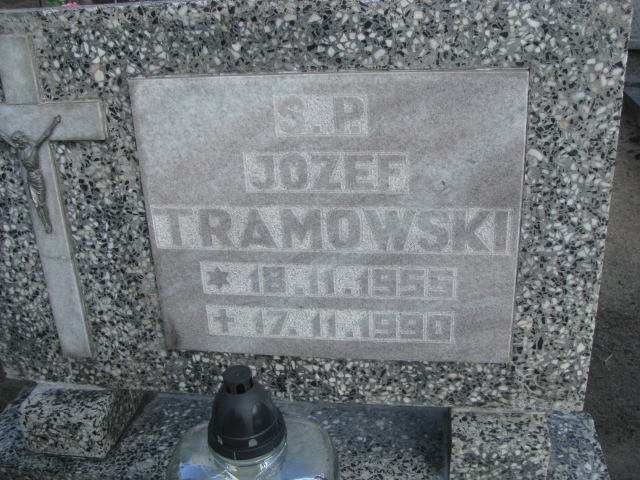 S.P.
JOZEF
TRAMOWSKI
* 18.11.1955
+ 17.11.1990